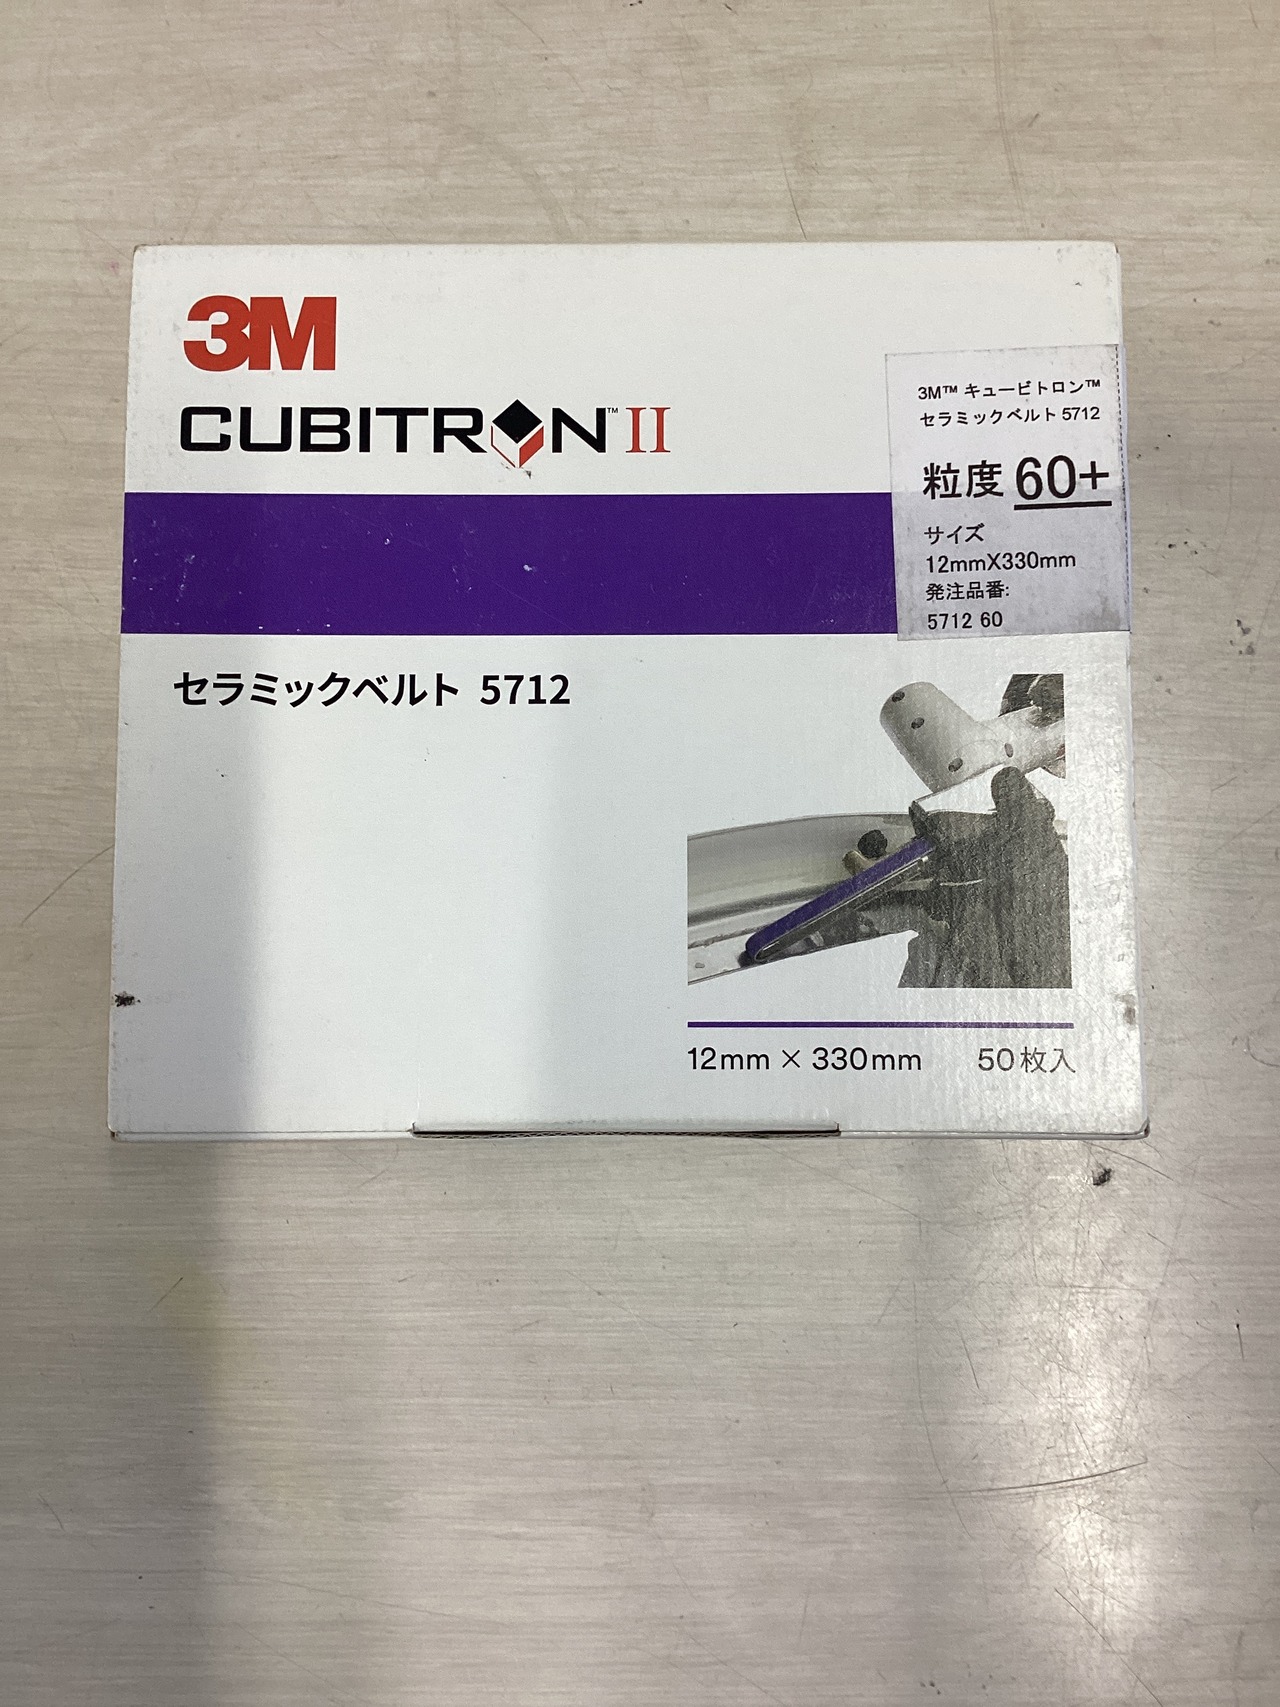 3M
CUBITRON™ II
3M™ キュービトロン™
セラミックベルト 5712
粒度 60+
サイズ
12mmX330mm
発注品番:
5712 60
セラミックベルト 5712
12mm × 330mm 50枚入